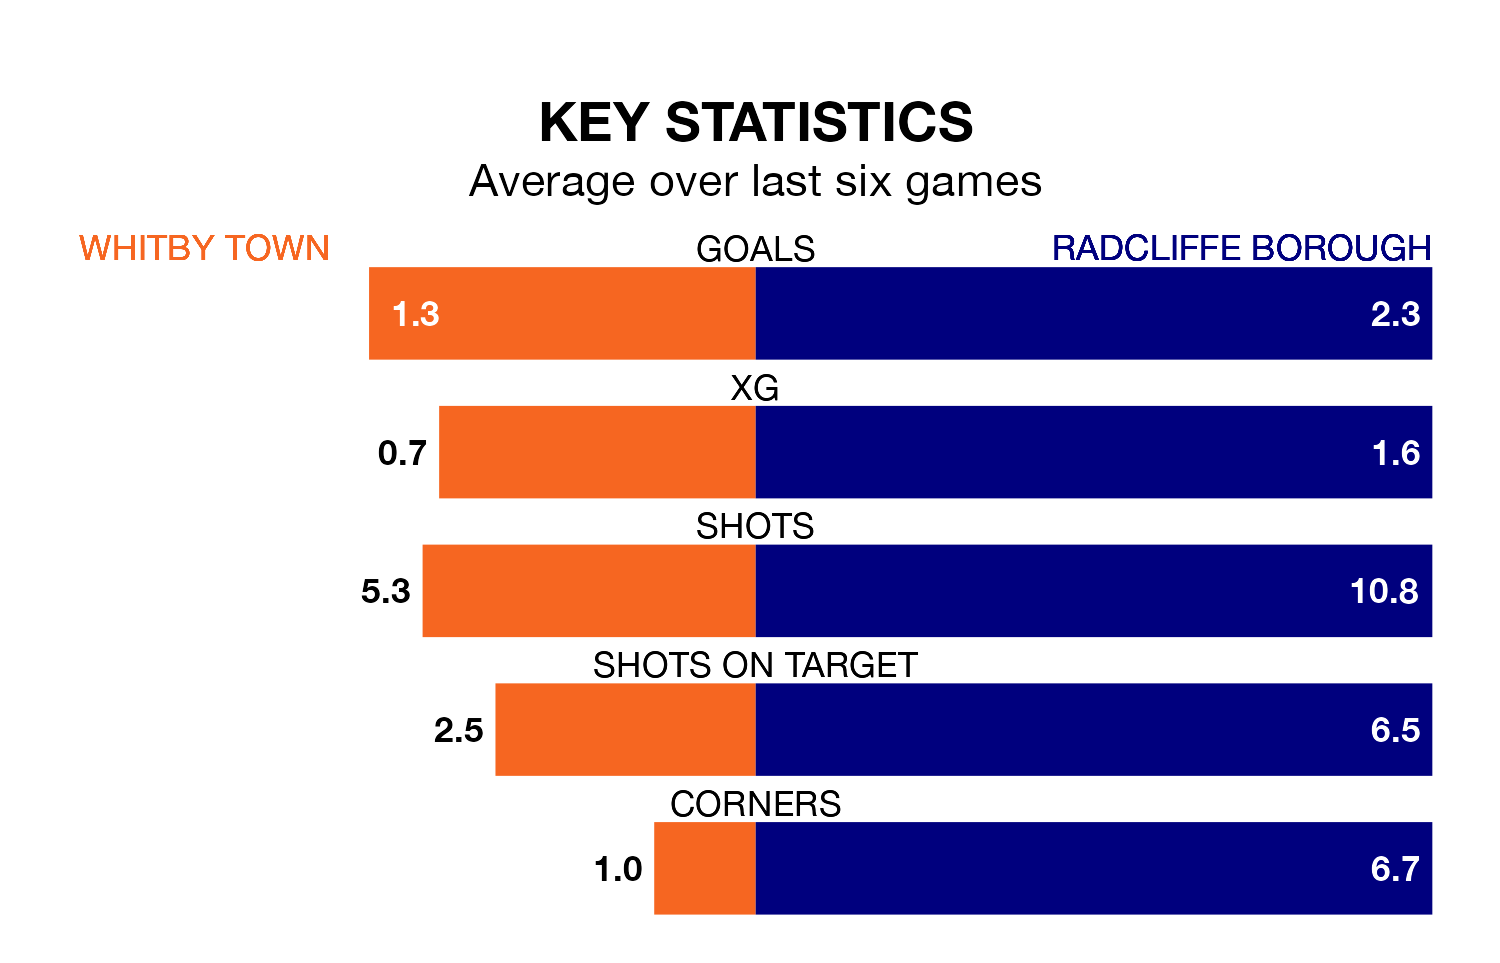 KEY STATISTICS
Average over last six games
WHITBY TOWN GOALS RADCLIFFE BOROUGH
1.3 2.3
XG
0.7 1.6
SHOTS
5.3 10.8
SHOTS ON TARGET
2.5 6.5
CORNERS
1.0 6.7